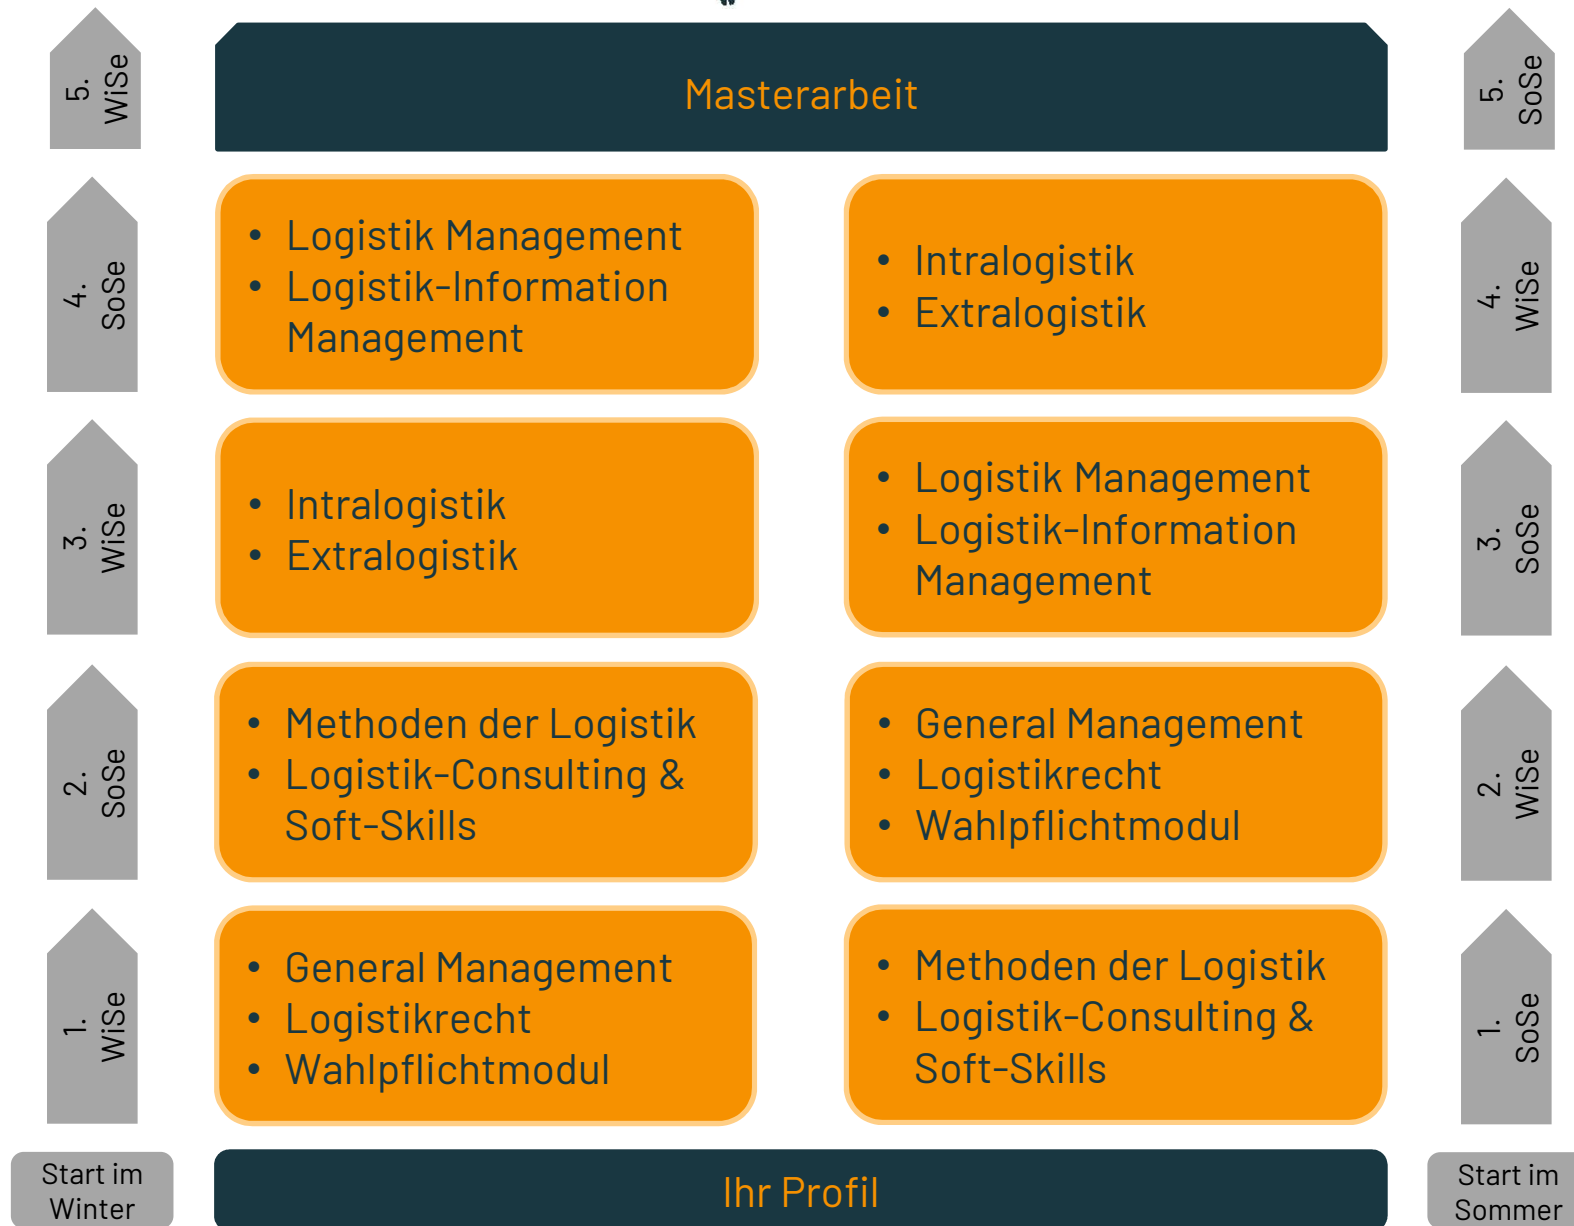 5.
WiSe
Masterarbeit
5.
SoSe
4.
SoSe
• Logistik Management
• Logistik-Information
Management
• Intralogistik
• Extralogistik
4.
WiSe
3.
WiSe
• Intralogistik
• Extralogistik
• Logistik Management
• Logistik-Information
Management
3.
SoSe
2.
SoSe
• Methoden der Logistik
• Logistik-Consulting &
Soft-Skills
• General Management
• Logistikrecht
• Wahlpflichtmodul
2.
WiSe
1.
WiSe
• General Management
• Logistikrecht
• Wahlpflichtmodul
• Methoden der Logistik
• Logistik-Consulting &
Soft-Skills
1.
SoSe
Start im
Winter
Ihr Profil
Start im
Sommer